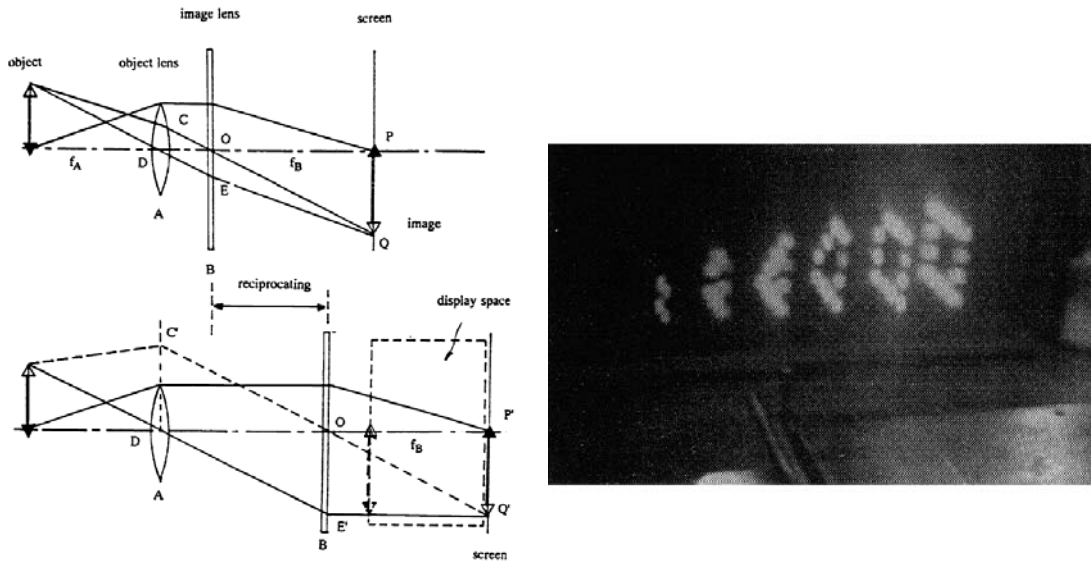 image lens
screen
object
object lens
C
O
P
f_A
D
f_B
E
A
image
Q
B
reciprocating
display space
C'
P'
D
O
f_B
A
Q'
E'
B
screen